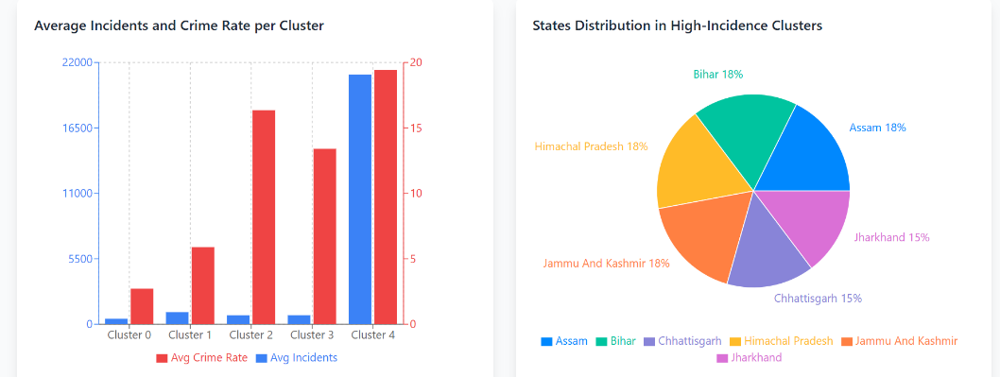 Average Incidents and Crime Rate per Cluster
22000
16500
11000
5500
0
20
15
10
5
0
Cluster 0 Cluster 1 Cluster 2 Cluster 3 Cluster 4
Avg Crime Rate Avg Incidents
States Distribution in High-Incidence Clusters
Bihar 18%
Assam 18%
Himachal Pradesh 18%
Jharkhand 15%
Jammu And Kashmir 18%
Chhattisgarh 15%
Assam Bihar Chhattisgarh Himachal Pradesh Jammu And Kashmir
Jharkhand